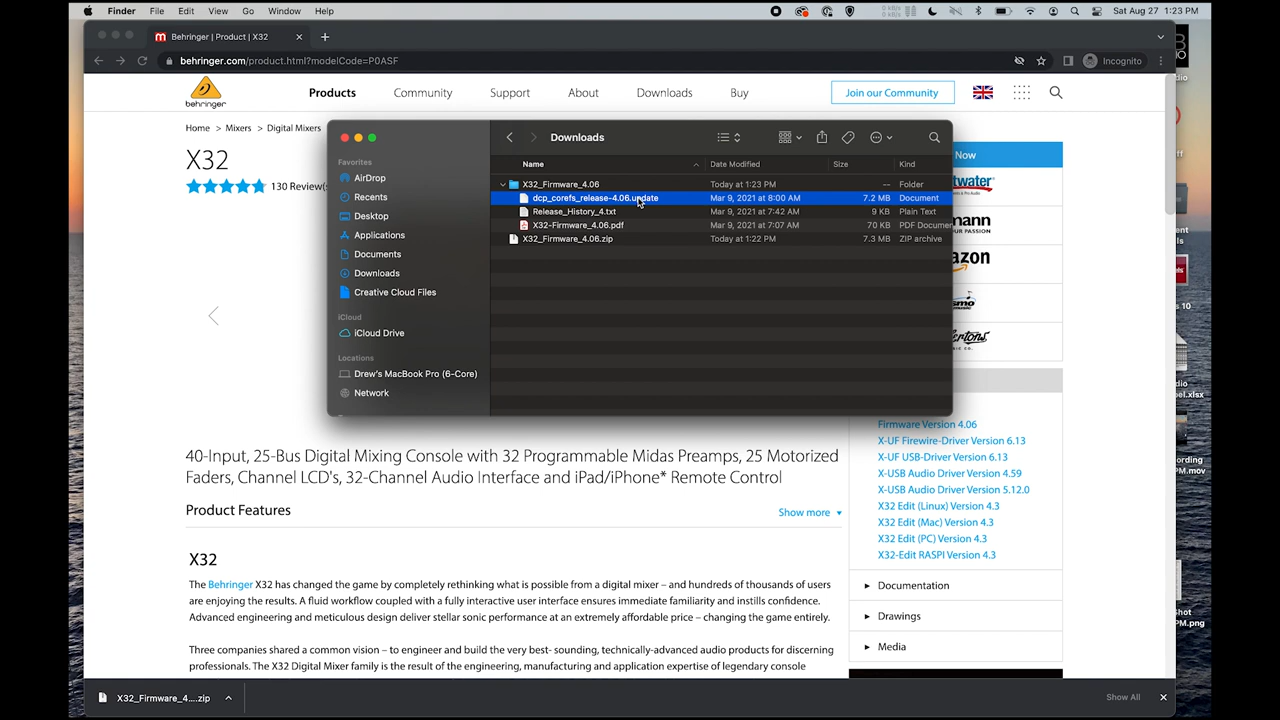 Finder File Edit View Go Window Help
0 KB/s
0 KB/s
Sat Aug 27 1:23 PM
Behringer | Product | X32
behringer.com/product.html?modelCode=P0ASF
Incognito
behringer
Products Community Support About Downloads Buy
Join our Community
Home > Mixers > Digital Mixers
X32
130 Review
Downloads
Favorites
AirDrop
Recents
Desktop
Applications
Documents
Downloads
Creative Cloud Files
iCloud
iCloud Drive
Locations
Drew's MacBook Pro (6-Core)
Network
Name Date Modified Size Kind
X32_Firmware_4.06 Today at 1:23 PM -- Folder
dcp_corefs_release-4.06.update Mar 9, 2021 at 8:00 AM 7.2 MB Document
Release_History_4.txt Mar 9, 2021 at 7:42 AM 9 KB Plain Text
X32-Firmware_4.06.pdf Mar 9, 2021 at 7:07 AM 70 KB PDF Documen
X32_Firmware_4.06.zip Today at 1:22 PM 7.3 MB ZIP archive
Now
Firmware Version 4.06
X-UF Firewire-Driver Version 6.13
X-UF USB-Driver Version 6.13
X-USB Audio Driver Version 4.59
X-USB Audio Driver Version 5.12.0
X32 Edit (Linux) Version 4.3
X32 Edit (Mac) Version 4.3
X32 Edit (PC) Version 4.3
X32-Edit RASPI Version 4.3
Documentation
Drawings
Media
40-Input, 25-Bus Digital Mixing Console with 32 Programmable Midas Preamps, 25 Motorized
Faders, Channel LCD's, 32-Channel Audio Interface and iPad/iPhone* Remote Control
Product Features
Show more
X32
The Behringer X32 has changed the game by completely rethinking what is possible from a digital mixer – and hundreds of thousands of users
are enjoying the results. A fluid workflow coupled with a fully interactive user interface ensures immediate familiarity and instills confidence.
Advanced engineering and meticulous design deliver stellar sonic performance at an extremely affordable price – changing the game entirely.
Three companies shared a common vision – to engineer and build the very best- sounding, technically-advanced audio products for discerning
professionals. The X32 Digital Mixer family is the result of the engineering, manufacturing and application expertise of legendary console
X32_Firmware_4....zip
Show All